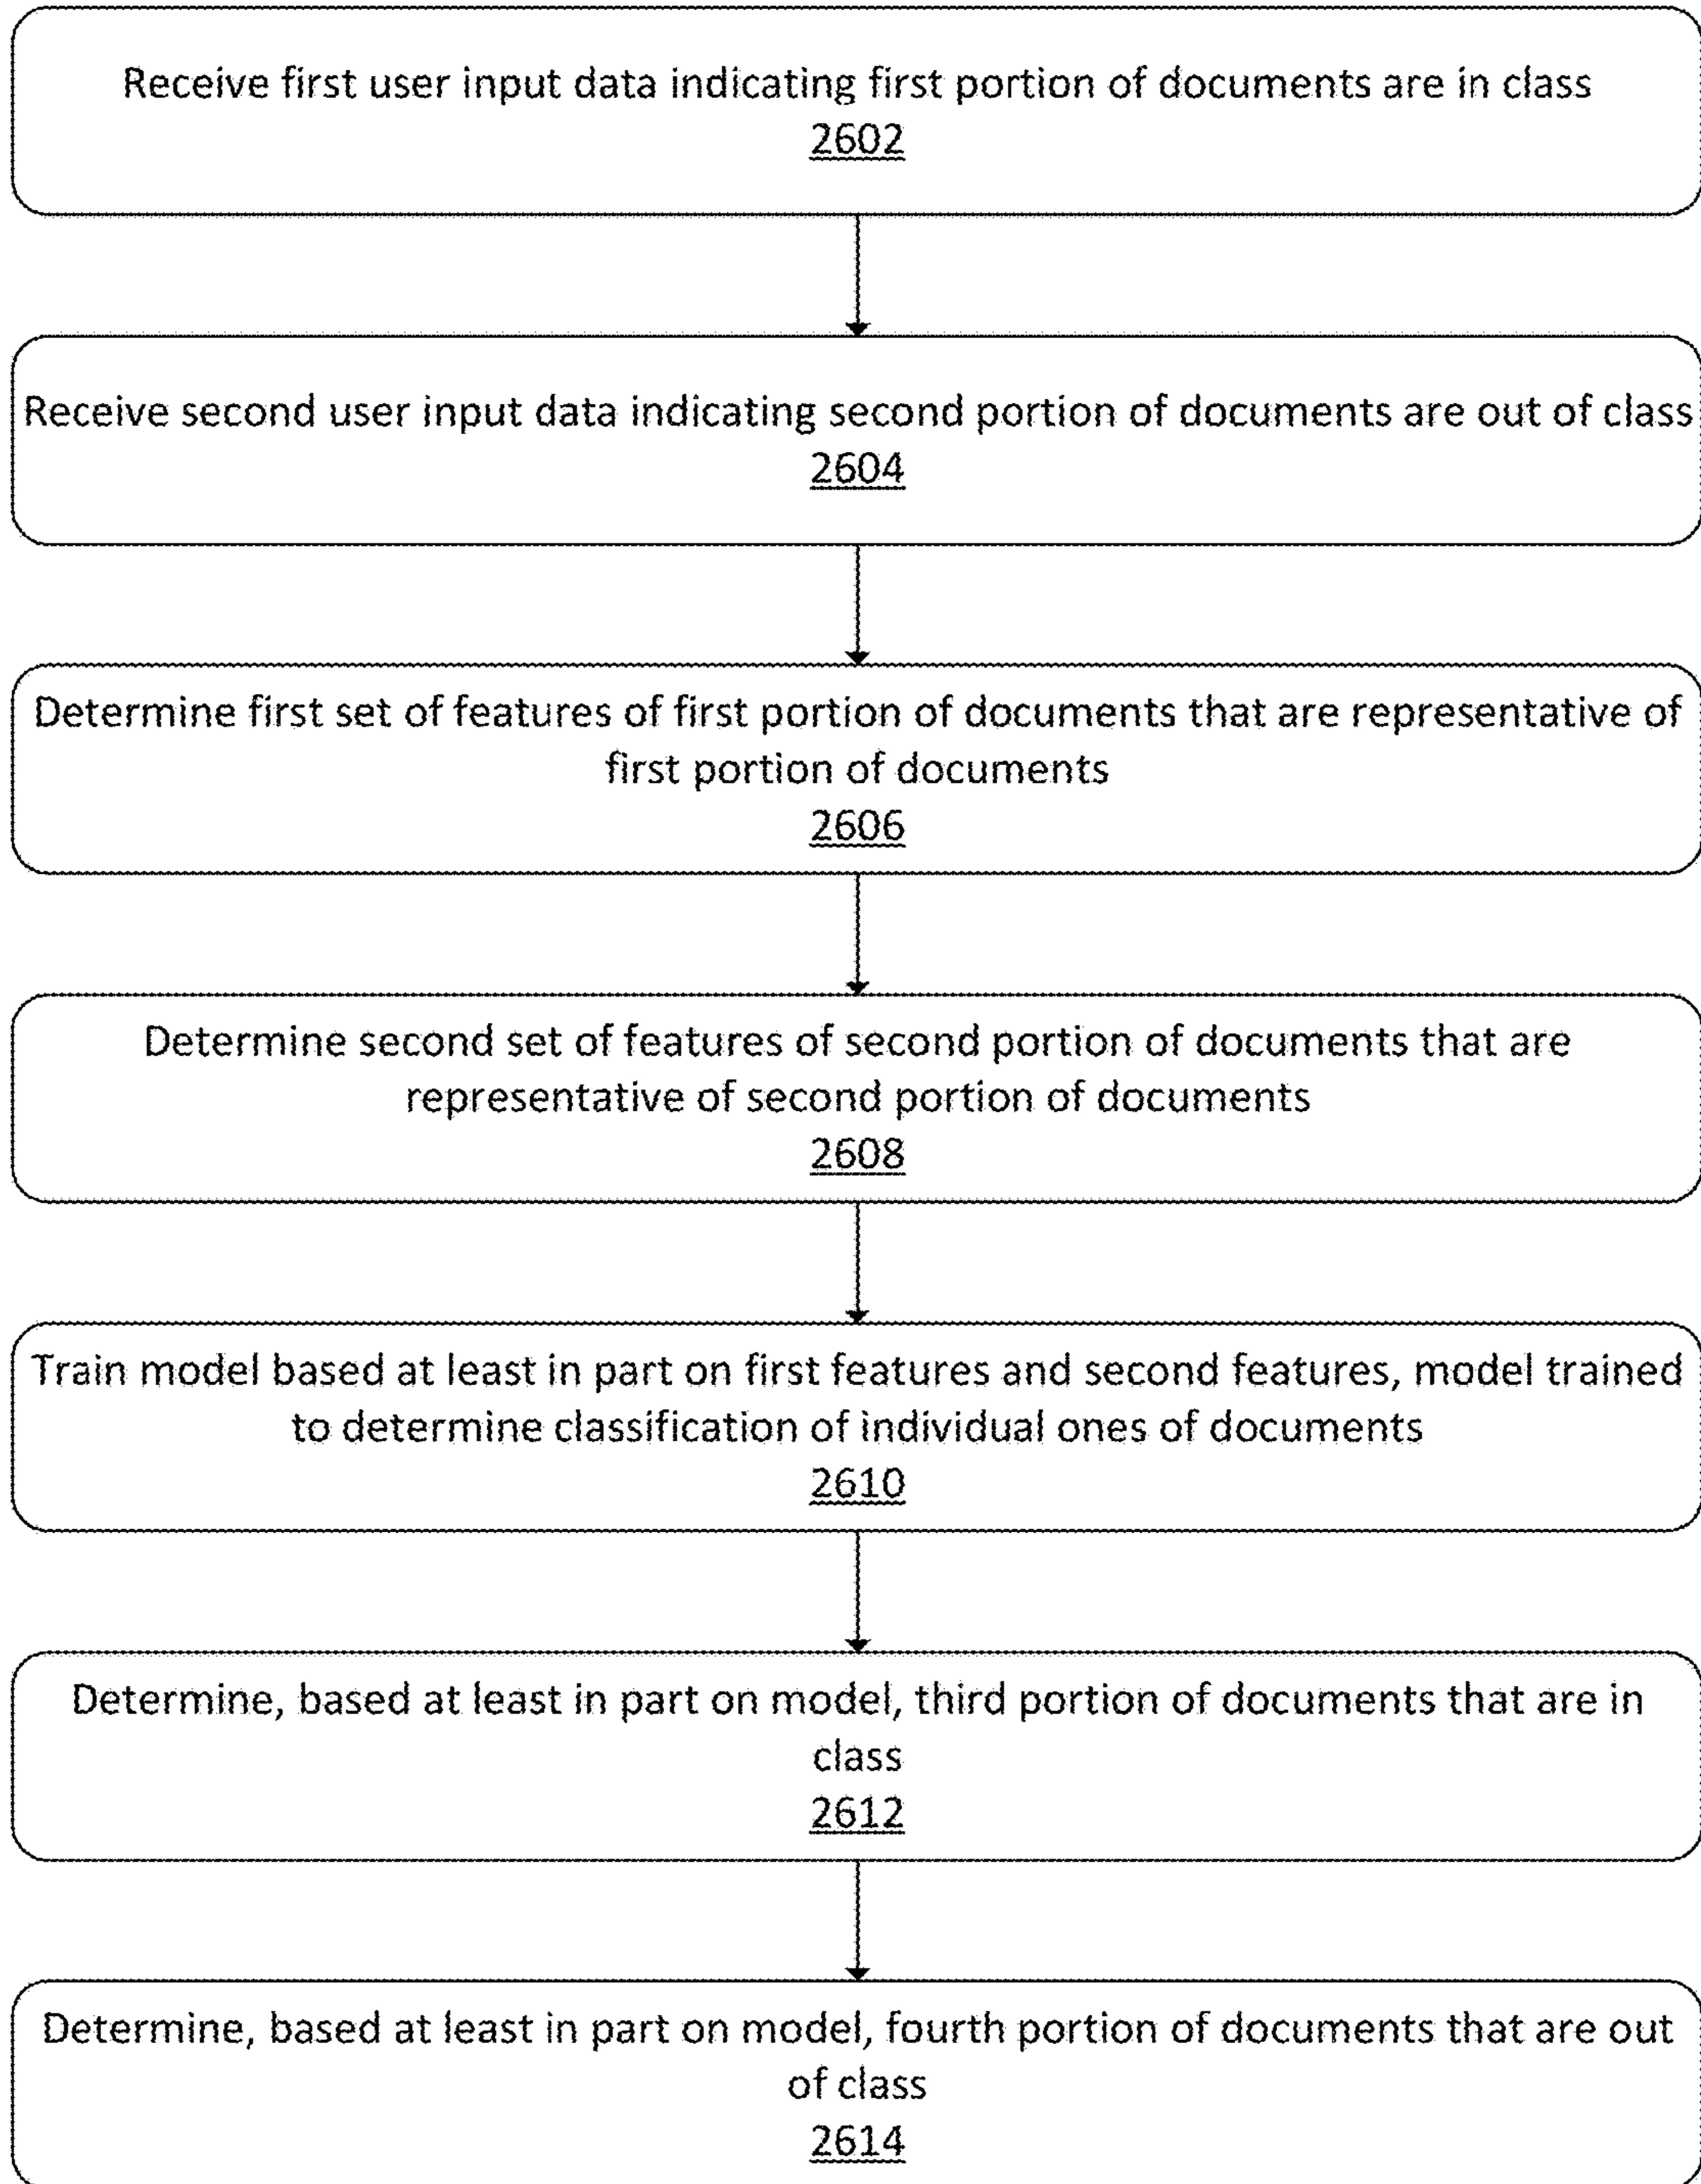 Receive first user input data indicating first portion of documents are in class
2602
Receive second user input data indicating second portion of documents are out of class
2604
Determine first set of features of first portion of documents that are representative of
first portion of documents
2606
Determine second set of features of second portion of documents that are
representative of second portion of documents
2608
Train model based at least in part on first features and second features, model trained
to determine classification of individual ones of documents
2610
Determine, based at least in part on model, third portion of documents that are in
class
2612
Determine, based at least in part on model, fourth portion of documents that are out
of class
2614